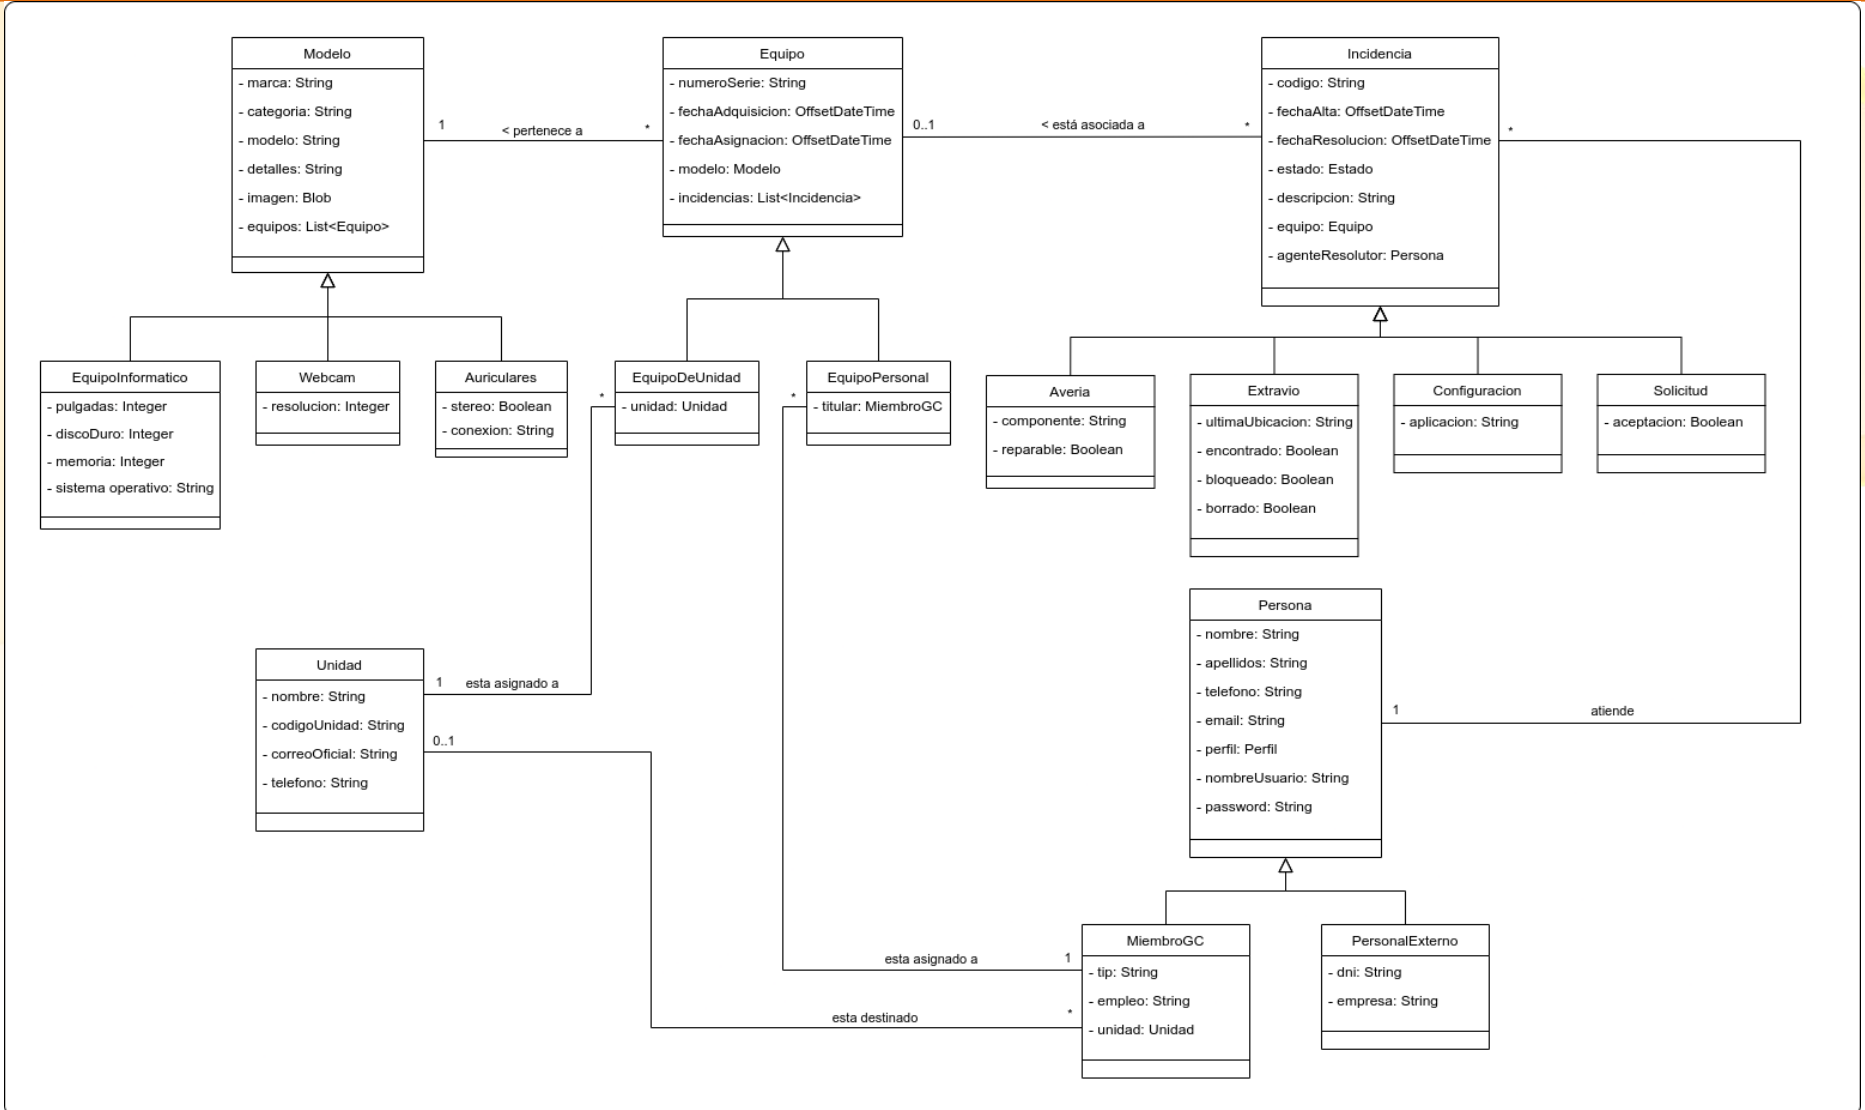 Modelo
- marca: String
- categoria: String
- modelo: String
- detalles: String
- imagen: Blob
- equipos: List<Equipo>
1
< pertenece a
*
Equipo
- numeroSerie: String
- fechaAdquisicion: OffsetDateTime
- fechaAsignacion: OffsetDateTime
- modelo: Modelo
- incidencias: List<Incidencia>
0..1
< está asociada a
*
Incidencia
- codigo: String
- fechaAlta: OffsetDateTime
- fechaResolucion: OffsetDateTime
- estado: Estado
- descripcion: String
- equipo: Equipo
- agenteResolutor: Persona
*
EquipoInformatico
- pulgadas: Integer
- discoDuro: Integer
- memoria: Integer
- sistema operativo: String
Webcam
- resolucion: Integer
Auriculares
- stereo: Boolean
- conexion: String
*
EquipoDeUnidad
- unidad: Unidad
*
EquipoPersonal
- titular: MiembroGC
Averia
- componente: String
- reparable: Boolean
Extravio
- ultimaUbicacion: String
- encontrado: Boolean
- bloqueado: Boolean
- borrado: Boolean
Configuracion
- aplicacion: String
Solicitud
- aceptacion: Boolean
Unidad
- nombre: String
- codigoUnidad: String
- correoOficial: String
- telefono: String
1
esta asignado a
0..1
Persona
- nombre: String
- apellidos: String
- telefono: String
- email: String
- perfil: Perfil
- nombreUsuario: String
- password: String
1
atiende
esta asignado a
1
esta destinado
*
MiembroGC
- tip: String
- empleo: String
- unidad: Unidad
PersonalExterno
- dni: String
- empresa: String